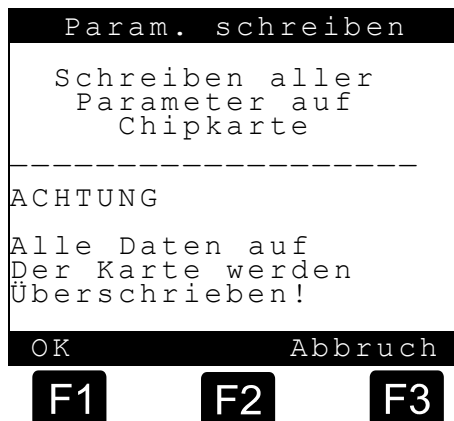 Param. schreiben
Schreiben aller
Parameter auf
Chipkarte
ACHTUNG
Alle Daten auf
Der Karte werden
Überschrieben!
OK Abbruch
F1 F2 F3